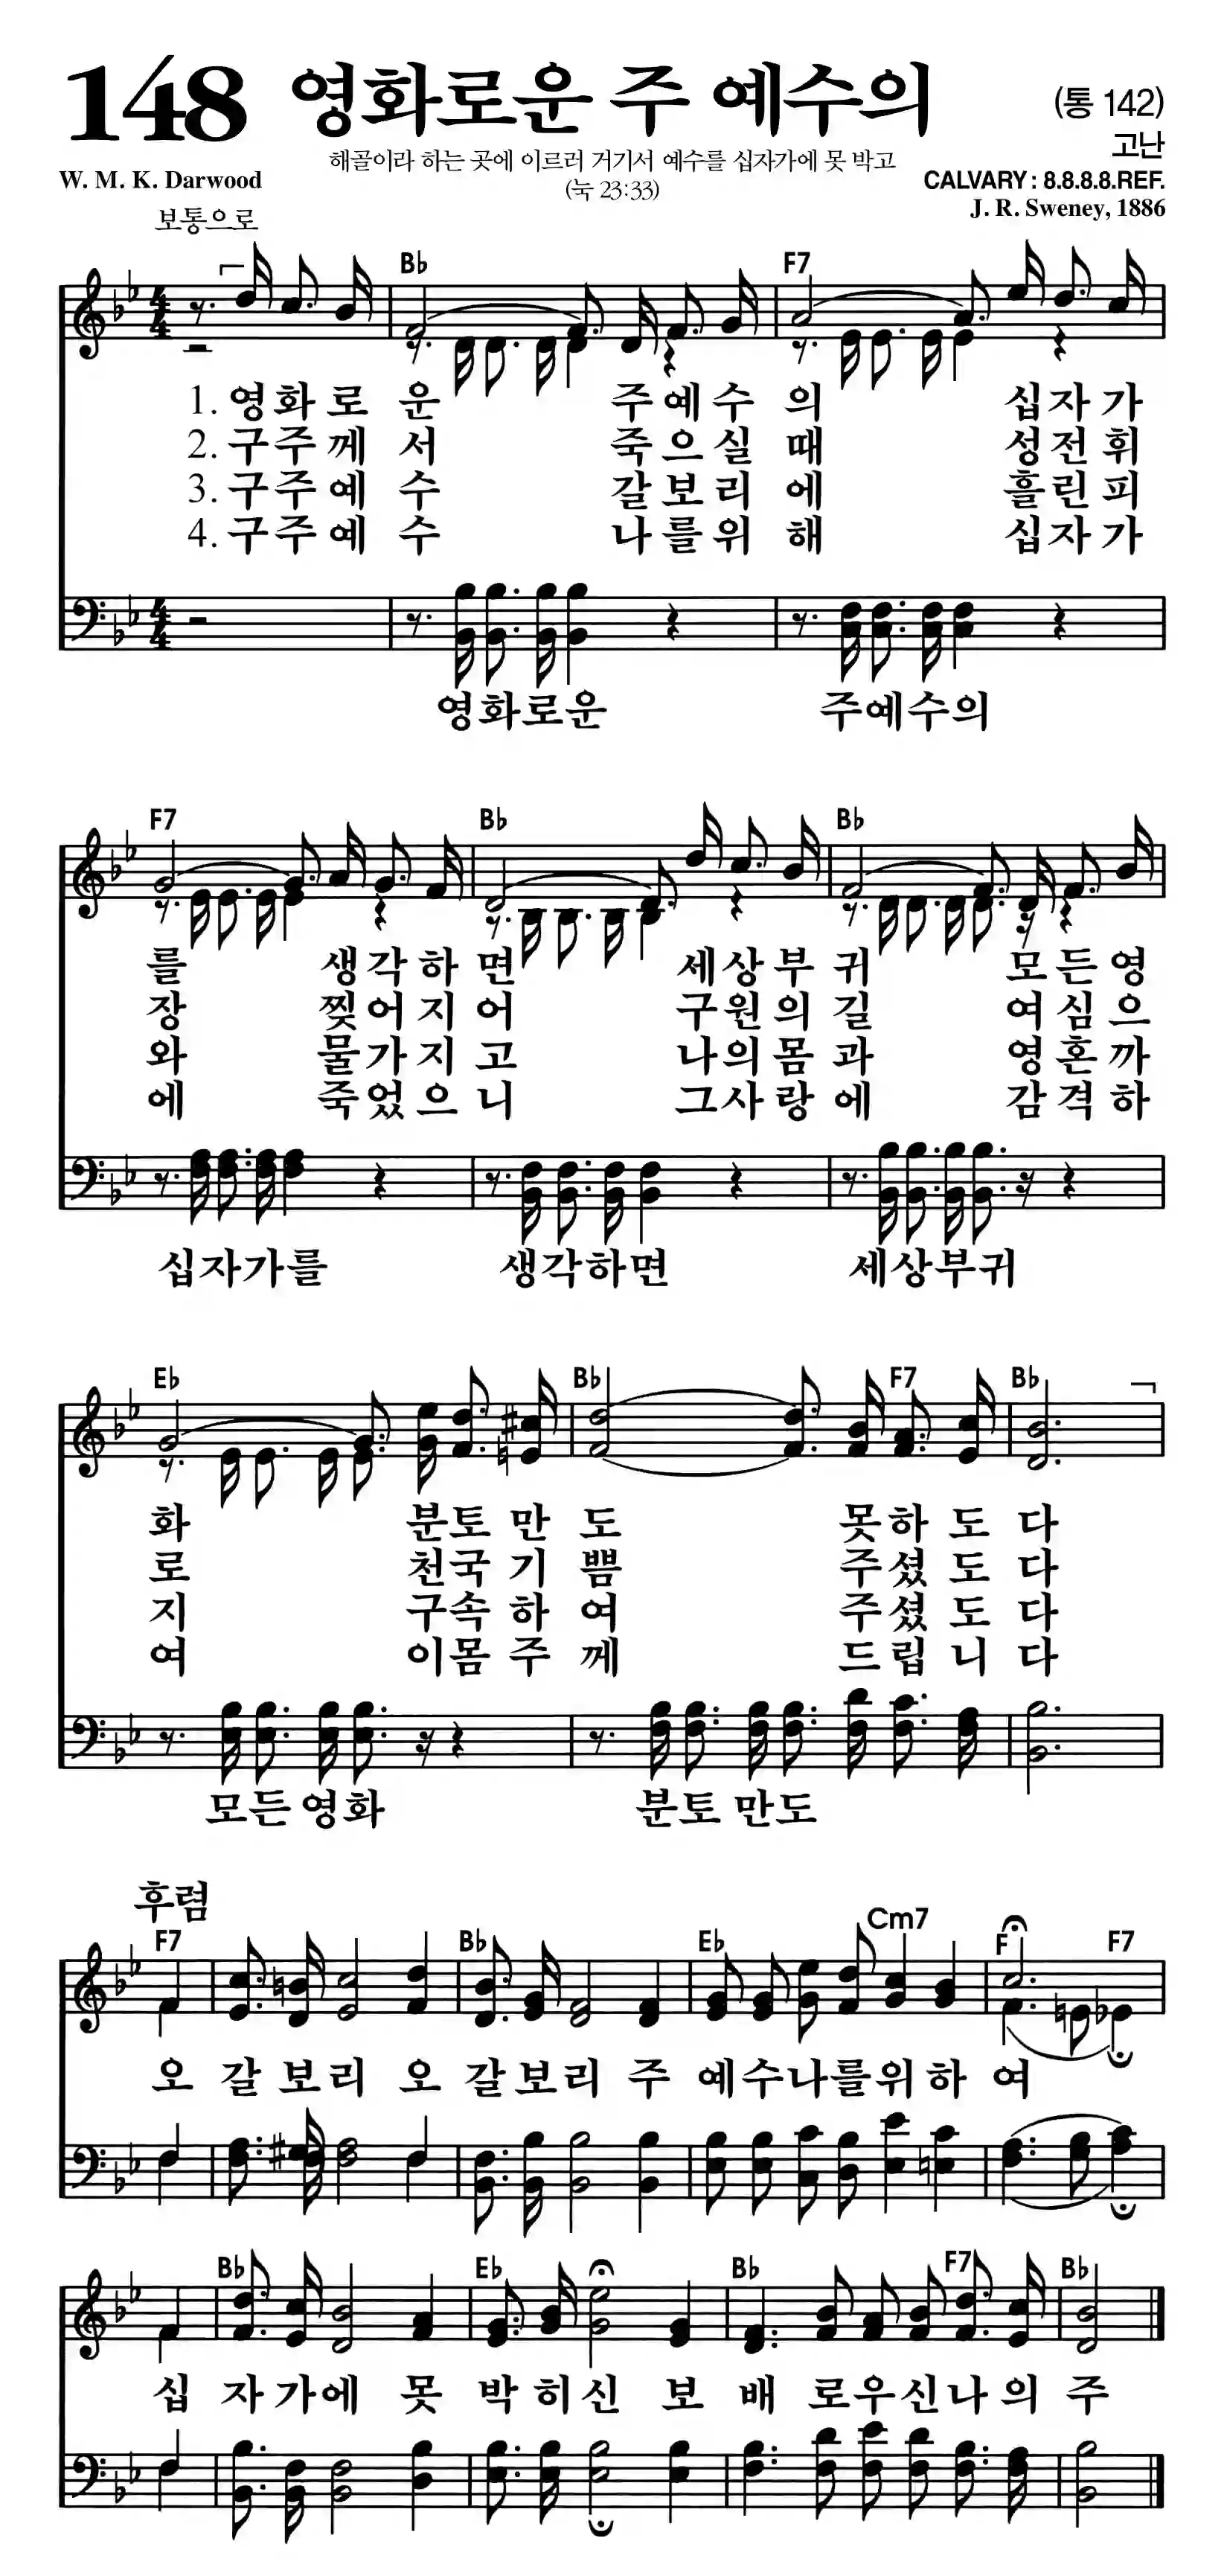 148 영화로운 주 예수의 (통 142)
고난
해골이라 하는 곳에 이르러 거기서 예수를 십자가에 못 박고
(눅 23:33)
W. M. K. Darwood
CALVARY : 8.8.8.8.REF.
J. R. Sweney, 1886
보통으로
B♭ F7
1. 영화로 운 주예수 의 십자가
2. 구주께 서 죽으실 때 성전휘
3. 구주예 수 갈보리 에 흘린피
4. 구주예 수 나를위 해 십자가
영화로운 주예수의
F7 B♭ B♭
를 생각하 면 세상부 귀 모든영
장 찢어지 어 구원의 길 여심으
와 물가지 고 나의몸 과 영혼까
에 죽었으 니 그사랑 에 감격하
십자가를 생각하면 세상부귀
E♭ B♭ F7 B♭
화 분토 만 도 못하 도 다
로 천국 기 쁨 주셨 도 다
지 구속 하 여 주셨 도 다
여 이몸 주 께 드립 니 다
모든 영화 분토 만도
후렴
F7 B♭ E♭ Cm7 F F7
오 갈 보리 오 갈보리 주 예수나를위하 여
B♭ E♭ B♭ F7 B♭
십 자가에 못 박히신 보 배 로우신나의 주